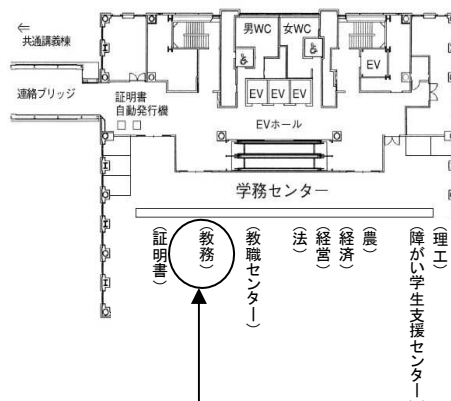 ⇐
共通講義棟
連絡ブリッジ
証明書
自動発行機
男WC
女WC
EV
EV
EV
EV
EVホール
学務センター
(証明書)
(教務)
(教職センター)
(法)
(経営)
(経済)
(農)
(障がい学生支援センター)
(理工)